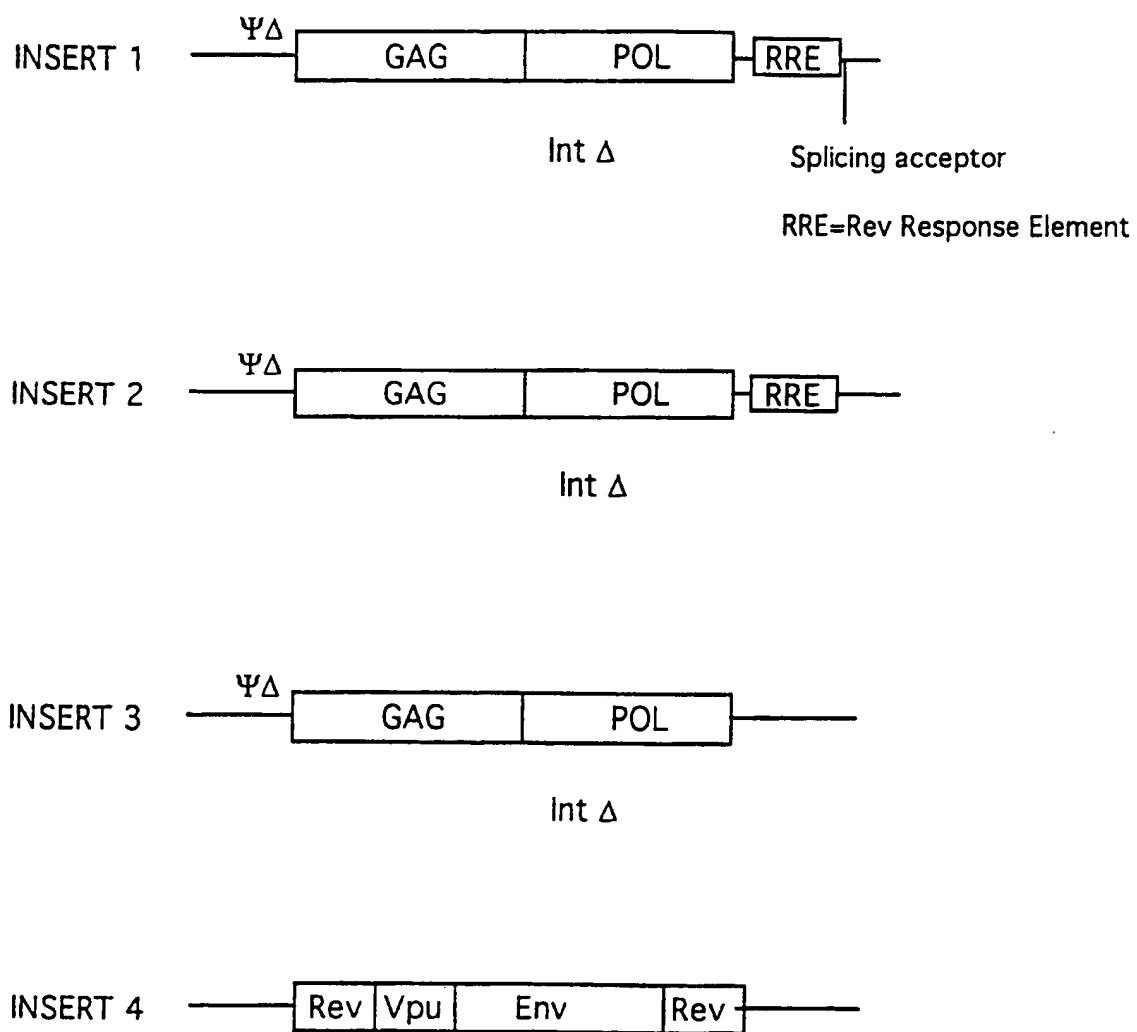 ΨΔ
INSERT 1 GAG POL RRE
Int Δ
Splicing acceptor
RRE=Rev Response Element
ΨΔ
INSERT 2 GAG POL RRE
Int Δ
ΨΔ
INSERT 3 GAG POL
Int Δ
INSERT 4 Rev Vpu Env Rev